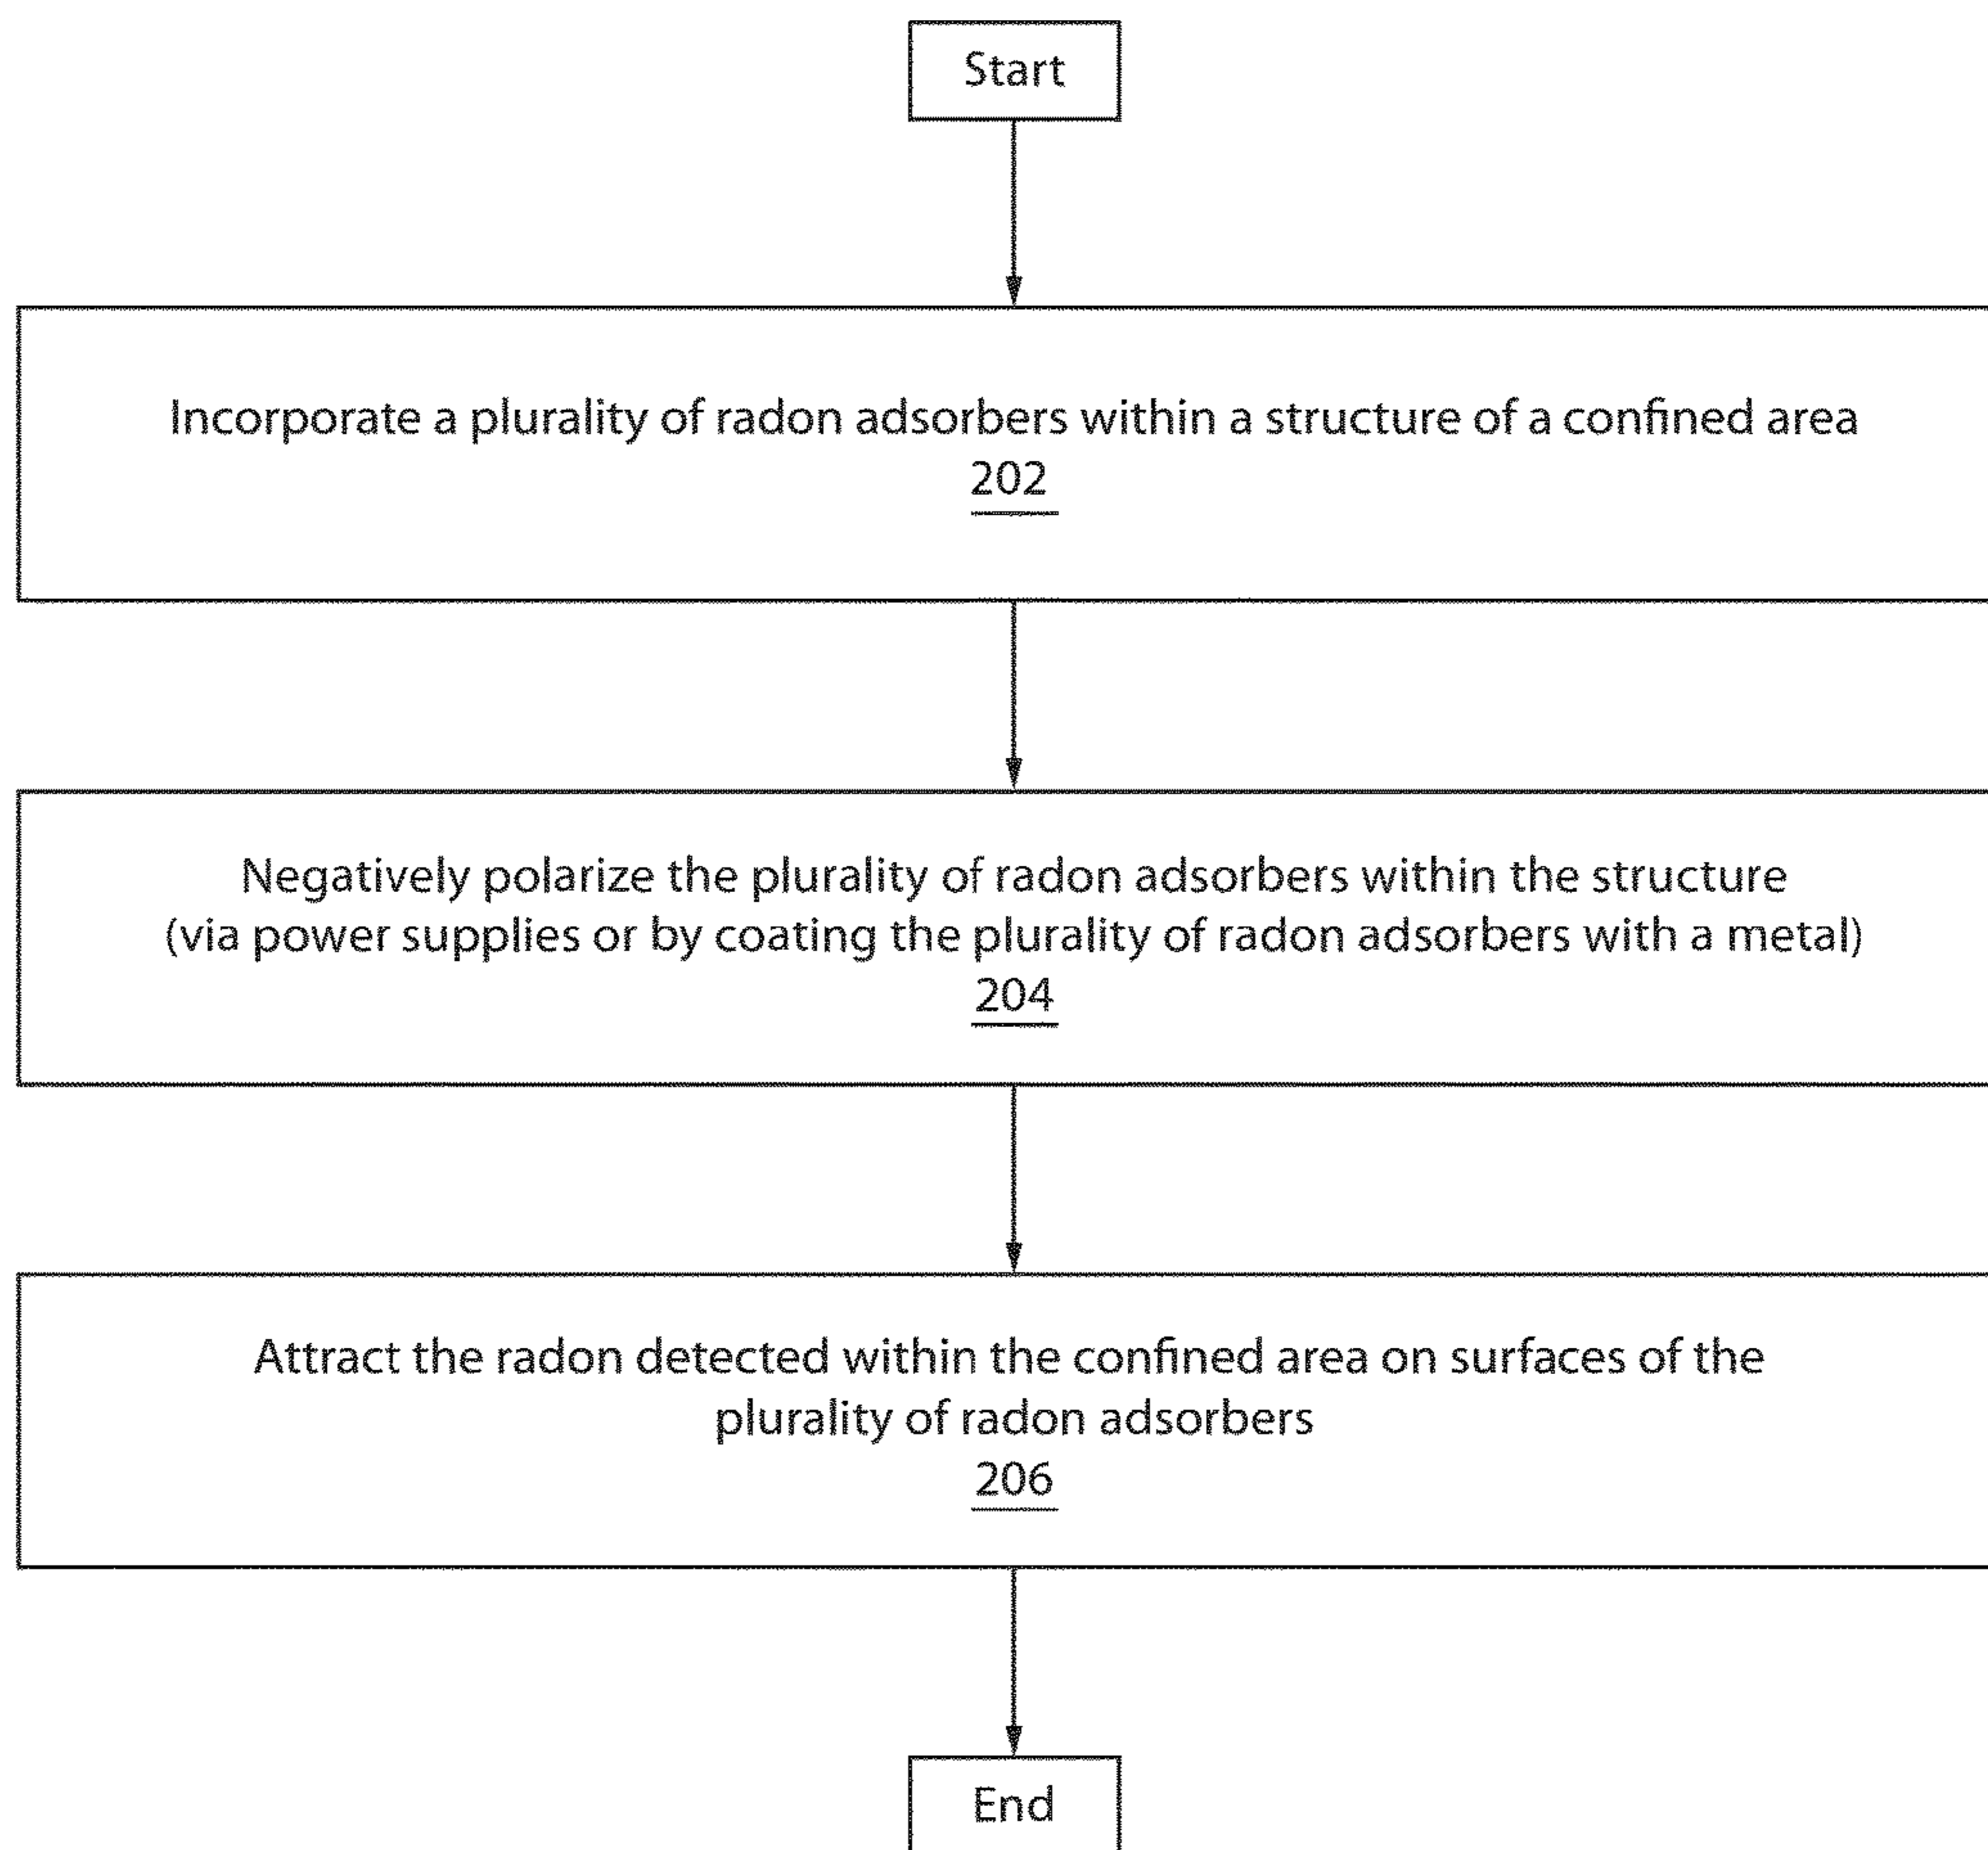 Start
Incorporate a plurality of radon adsorbers within a structure of a confined area
202
Negatively polarize the plurality of radon adsorbers within the structure
(via power supplies or by coating the plurality of radon adsorbers with a metal)
204
Attract the radon detected within the confined area on surfaces of the
plurality of radon adsorbers
206
End